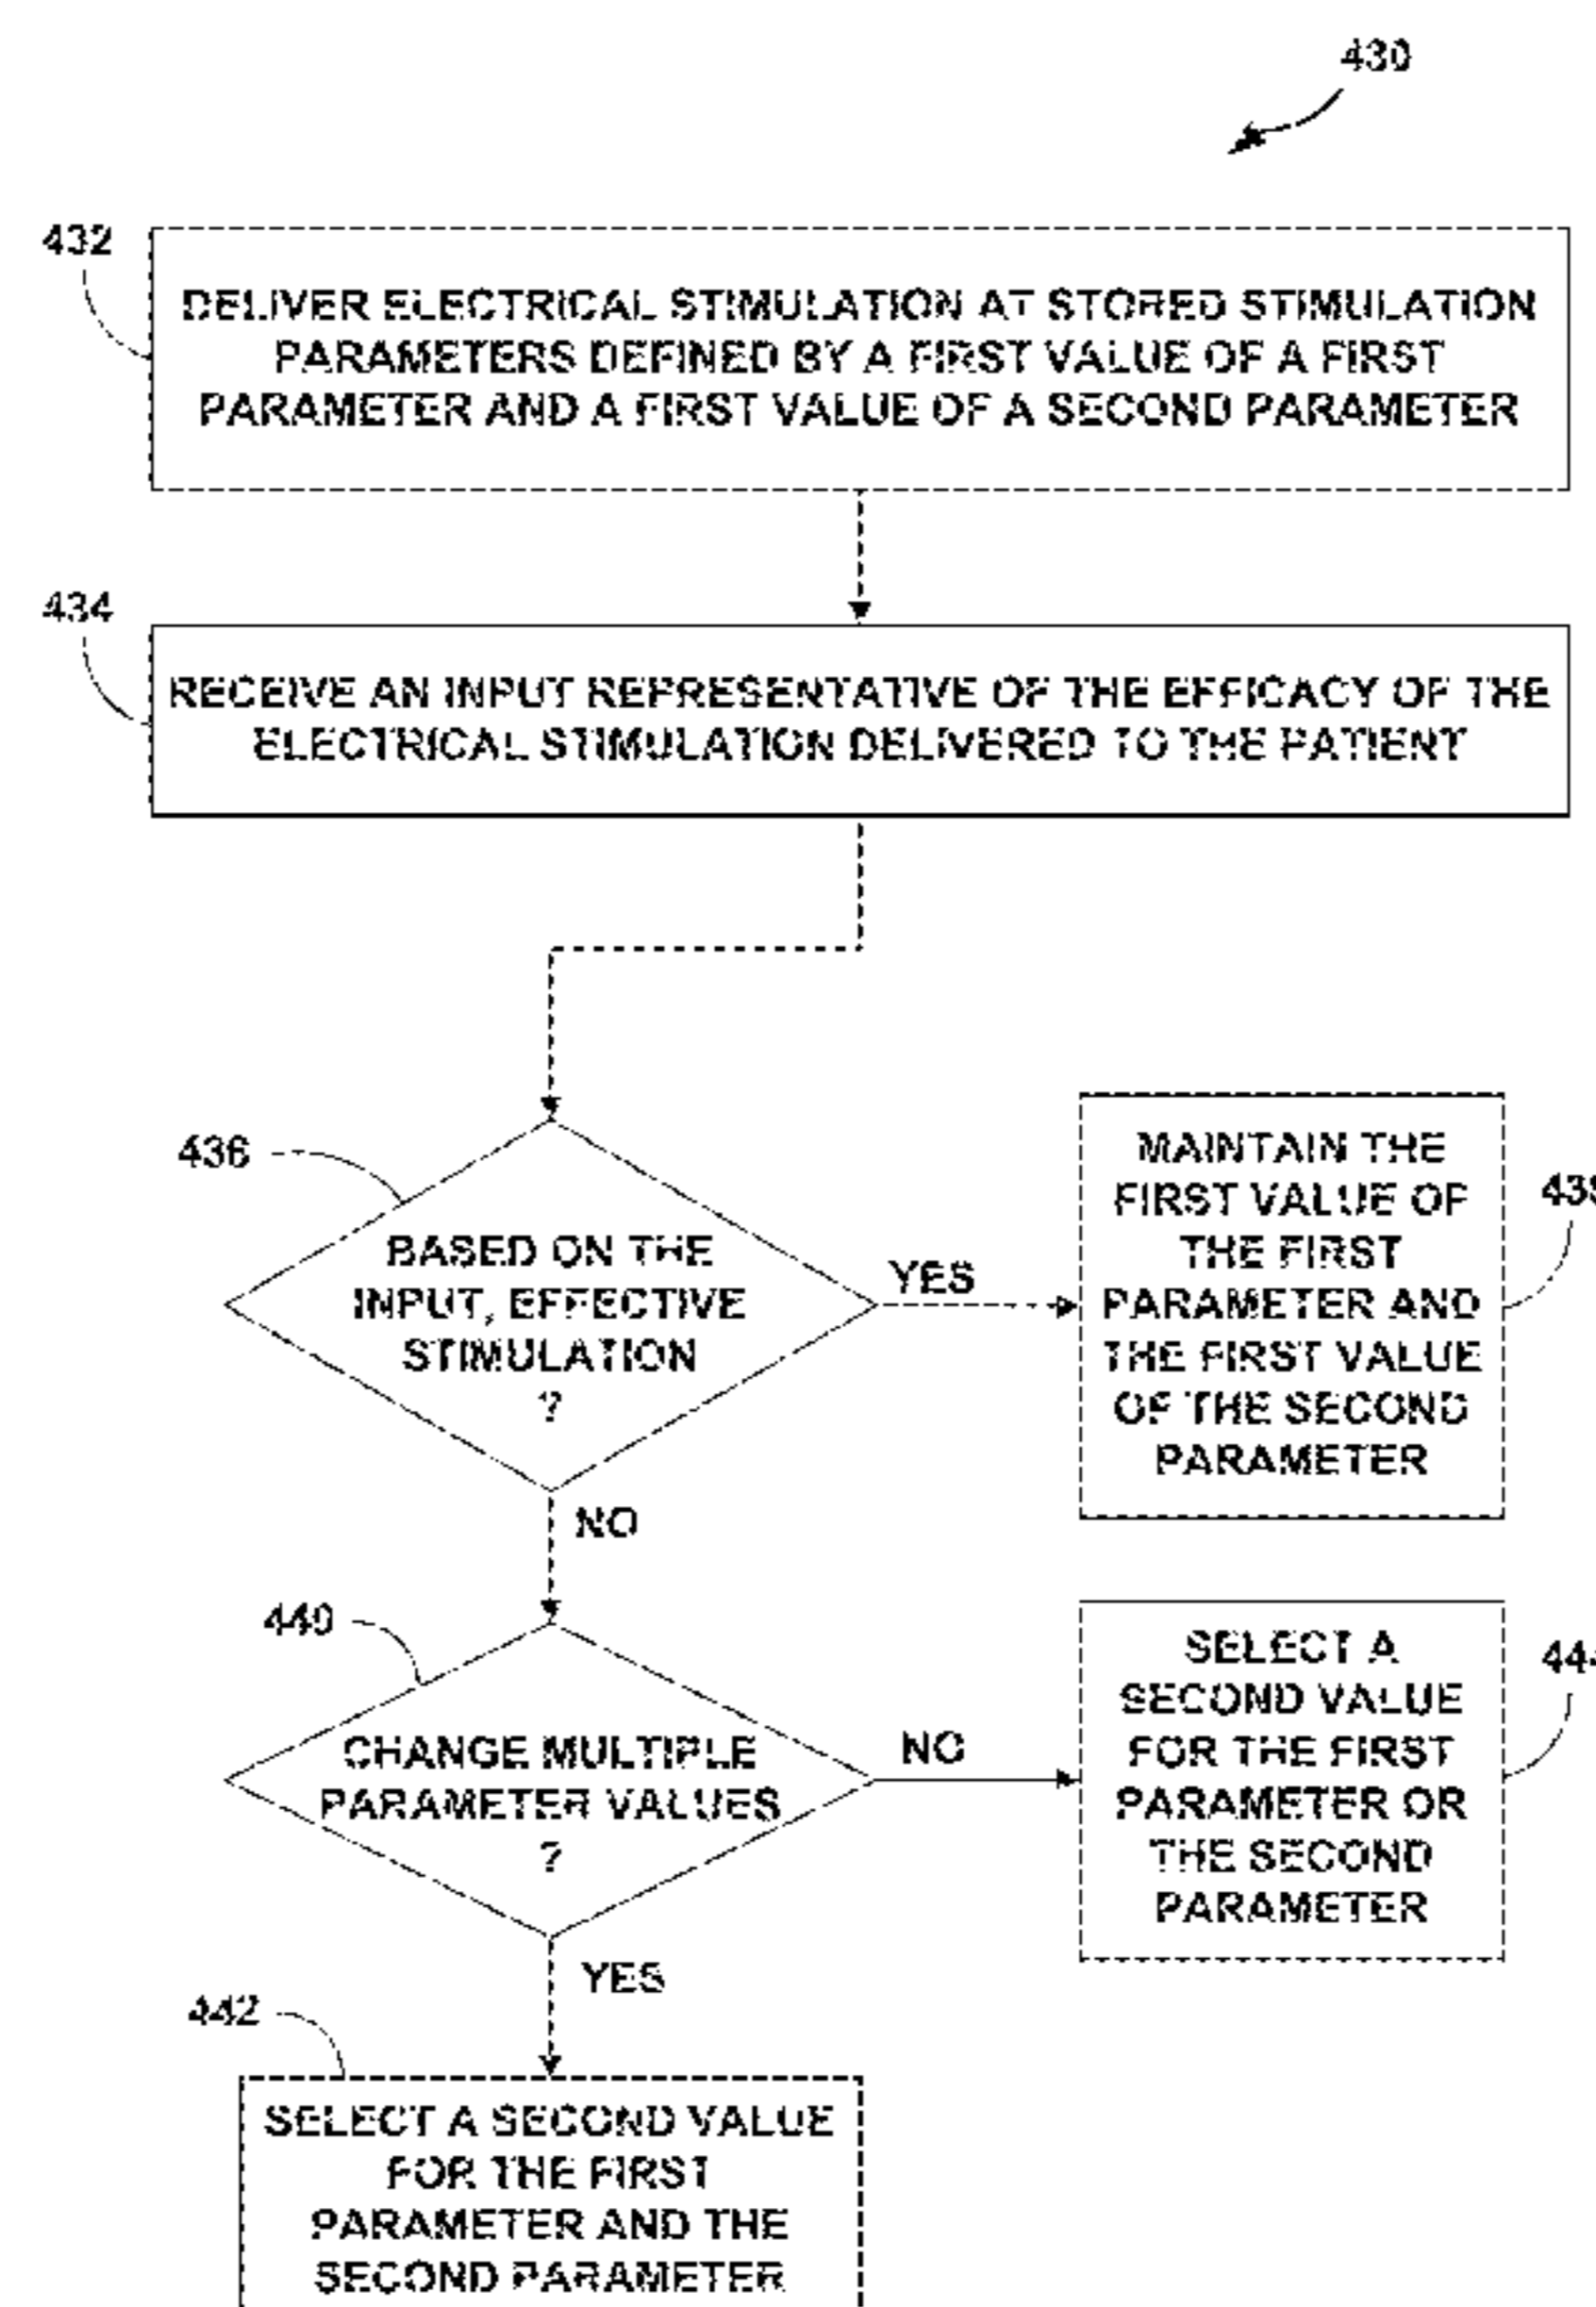 430
432
DELIVER ELECTRICAL STIMULATION AT STORED STIMULATION
PARAMETERS DEFINED BY A FIRST VALUE OF A FIRST
PARAMETER AND A FIRST VALUE OF A SECOND PARAMETER
434
RECEIVE AN INPUT REPRESENTATIVE OF THE EFFICACY OF THE
ELECTRICAL STIMULATION DELIVERED TO THE PATIENT
436
BASED ON THE
INPUT, EFFECTIVE
STIMULATION
?
YES
MAINTAIN THE
FIRST VALUE OF
THE FIRST
PARAMETER AND
THE FIRST VALUE
OF THE SECOND
PARAMETER
NO
440
CHANGE MULTIPLE
PARAMETER VALUES
?
NO
SELECT A
SECOND VALUE
FOR THE FIRST
PARAMETER OR
THE SECOND
PARAMETER
YES
442
SELECT A SECOND VALUE
FOR THE FIRST
PARAMETER AND THE
SECOND PARAMETER